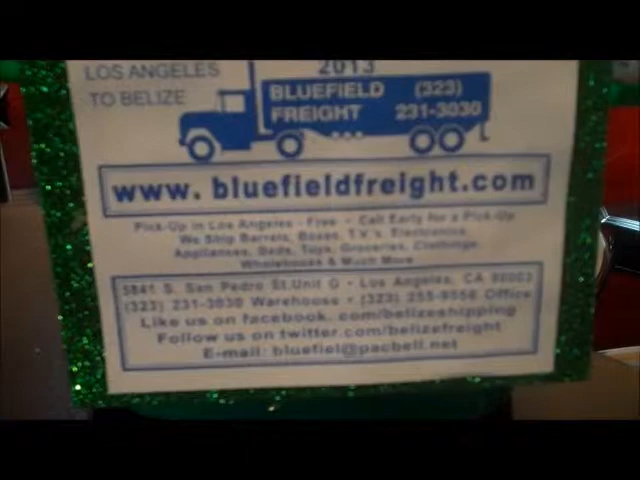 2013
LOS ANGELES
TO BELIZE
BLUEFIELD (323)
FREIGHT 231-3030
www. bluefieldfreight.com
Pick-Up in Los Angeles - Free - Call Early for a Pick-Up
We Ship Barrels, Boxes, T.V.'s, Electronics,
Appliances, Beds, Toys, Groceries, Clothings,
Wholesale & Much More
5841 S. San Pedro St. Unit G - Los Angeles, CA
(323) 231-3030 Warehouse • (323) Office
Like us on facebook. com/belizeshipping
Follow us on twitter.com/belizefreight
E-mail: bluefiel@pacbell.net